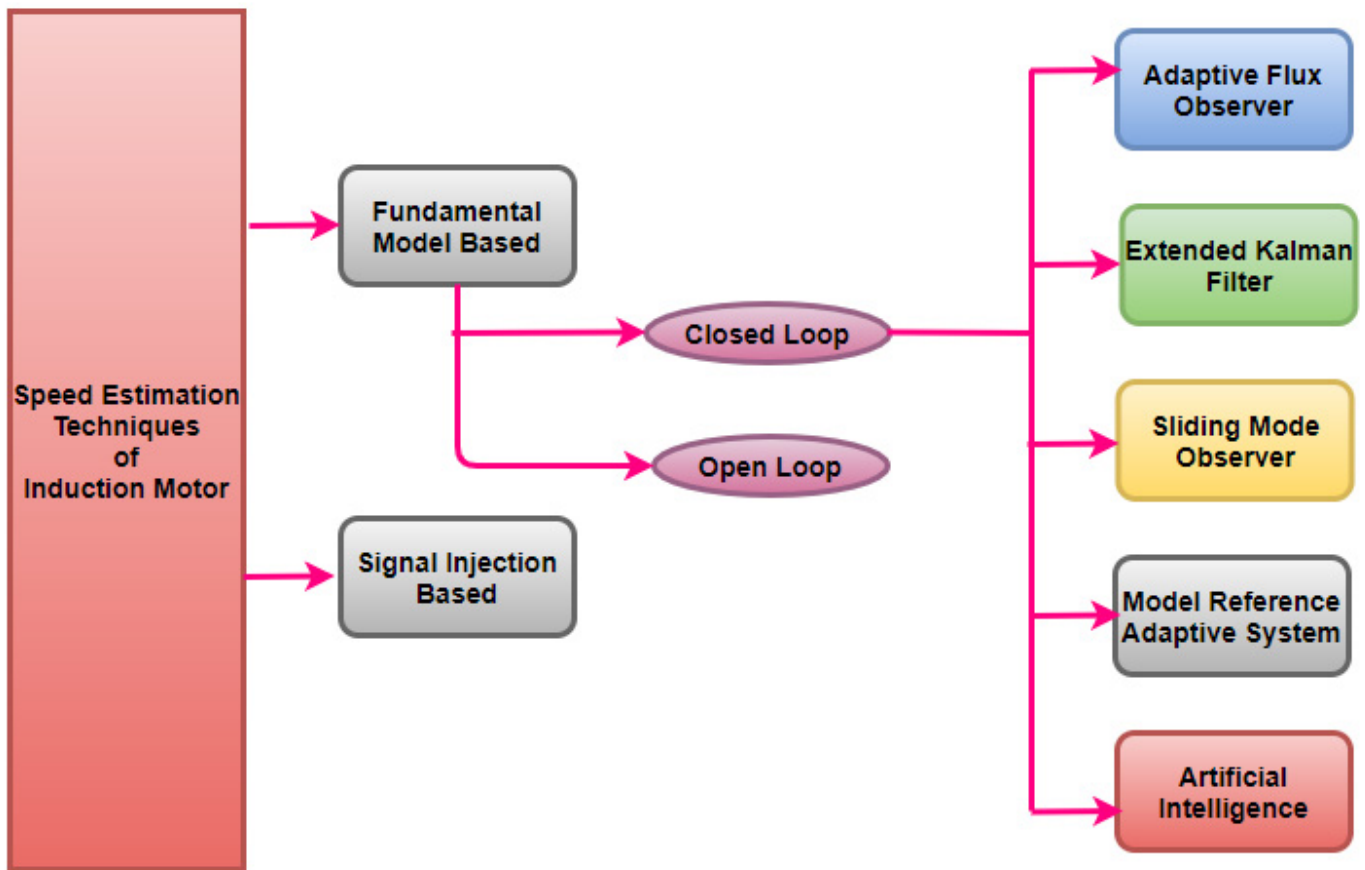 Speed Estimation
Techniques
of
Induction Motor
Fundamental
Model Based
Signal Injection
Based
Closed Loop
Open Loop
Adaptive Flux
Observer
Extended Kalman
Filter
Sliding Mode
Observer
Model Reference
Adaptive System
Artificial
Intelligence